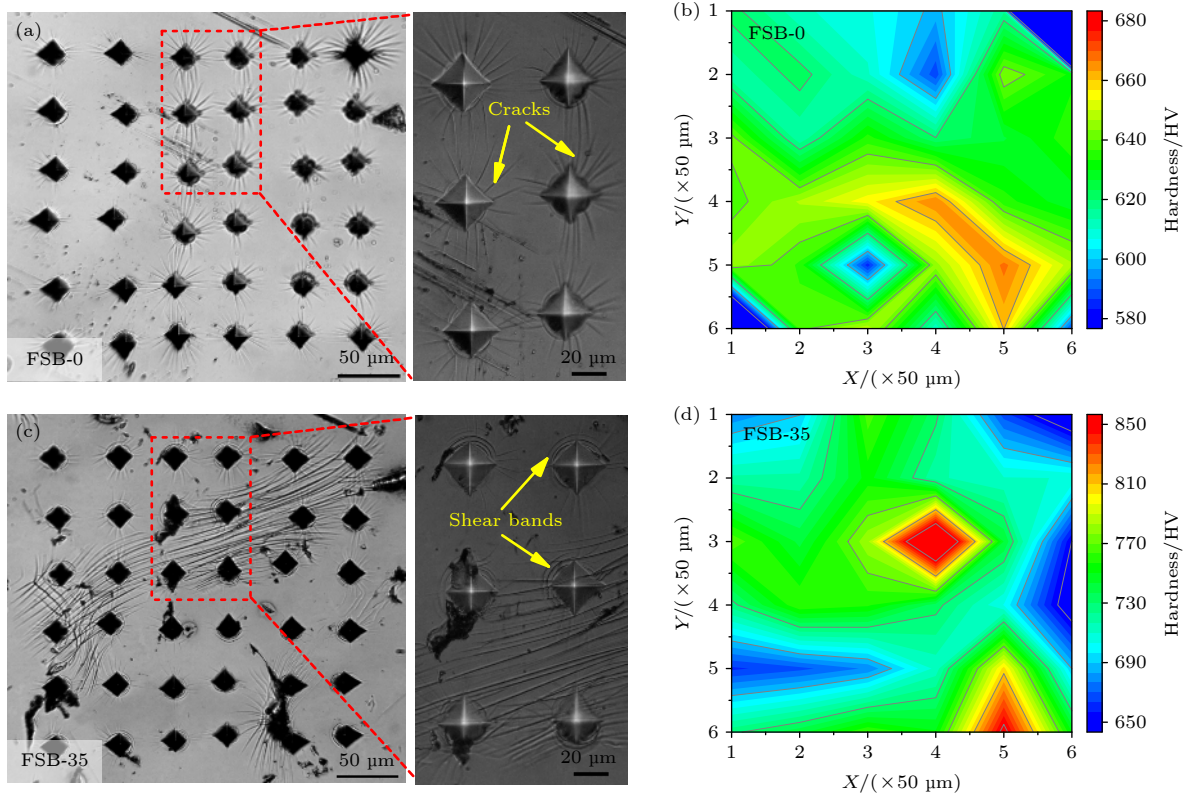 (a)
Cracks
FSB-0
50 µm
20 µm
(b)
FSB-0
1
2
3
4
5
6
Y/(×50 µm)
1 2 3 4 5 6
X/(×50 µm)
680
660
640
620
600
580
Hardness/HV
(c)
Shear bands
FSB-35
50 µm
20 µm
(d)
FSB-35
1
2
3
4
5
6
Y/(×50 µm)
1 2 3 4 5 6
X/(×50 µm)
850
810
770
730
690
650
Hardness/HV